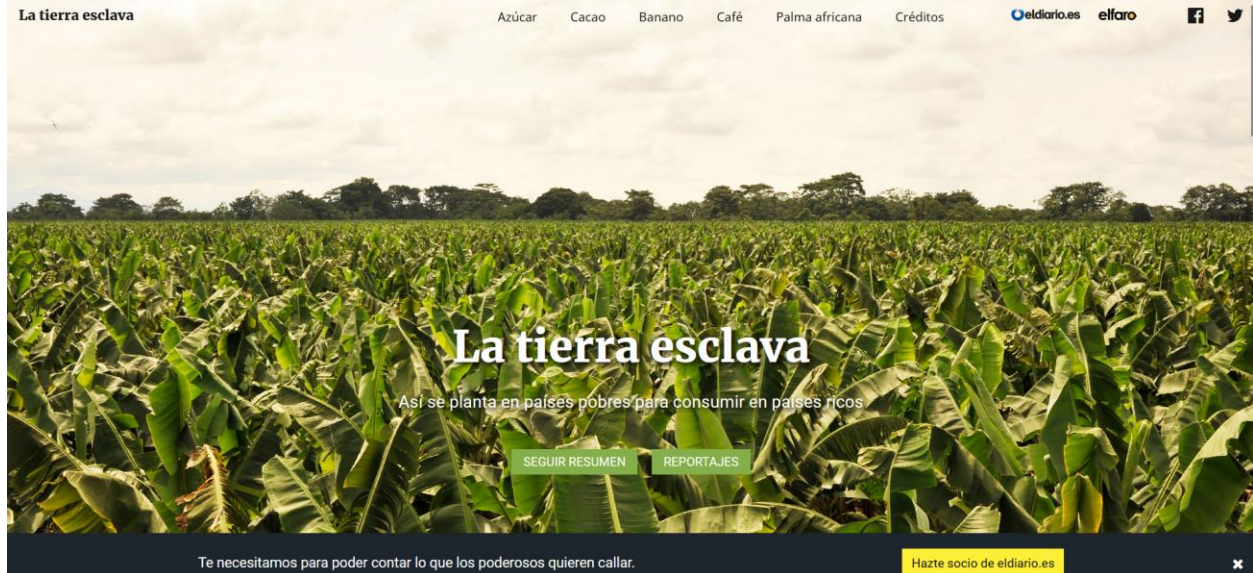 La tierra esclava
Azúcar Cacao Banano Café Palma africana Créditos eldiario.es elfaro
La tierra esclava
Así se planta en países pobres para consumir en países ricos
SEGUIR RESUMEN REPORTAJES
Te necesitamos para poder contar lo que los poderosos quieren callar. Hazte socio de eldiario.es